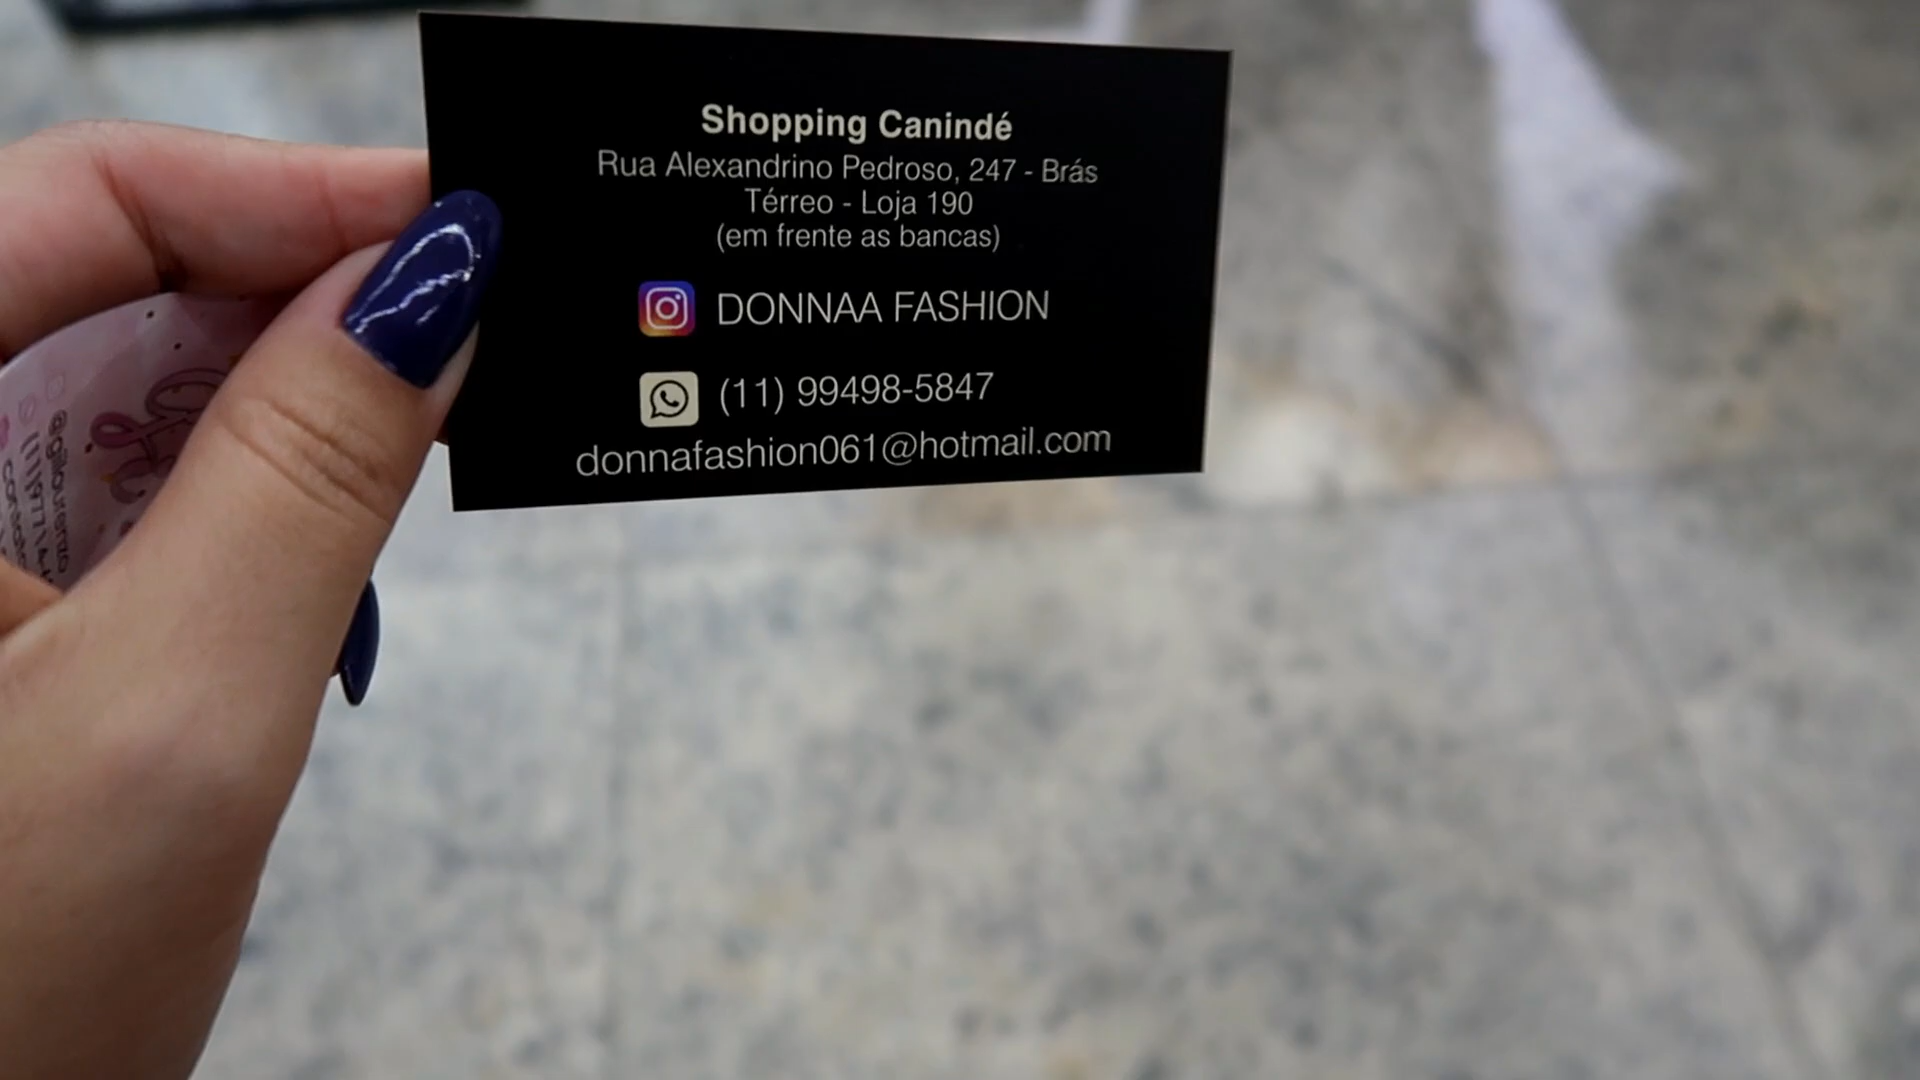 Shopping Canindé
Rua Alexandrino Pedroso, 247 - Brás
Térreo - Loja 190
(em frente as bancas)
DONNAA FASHION
(11) 99498-5847
donnafashion061@hotmail.com